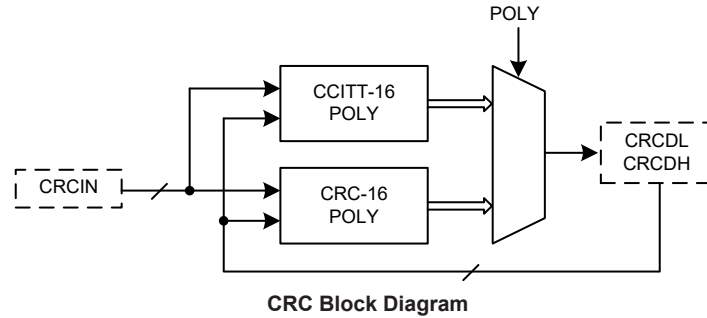 POLY
CCITT-16
POLY
CRCDL
CRCDH
CRCIN
CRC-16
POLY
CRC Block Diagram